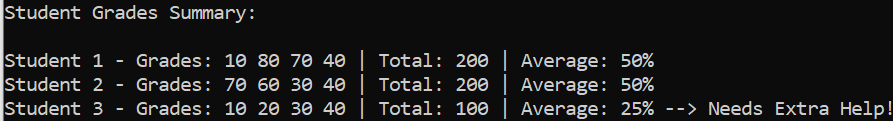 Student Grades Summary:
Student 1 - Grades: 10 80 70 40 | Total: 200 | Average: 50%
Student 2 - Grades: 70 60 30 40 | Total: 200 | Average: 50%
Student 3 - Grades: 10 20 30 40 | Total: 100 | Average: 25% --> Needs Extra Help!